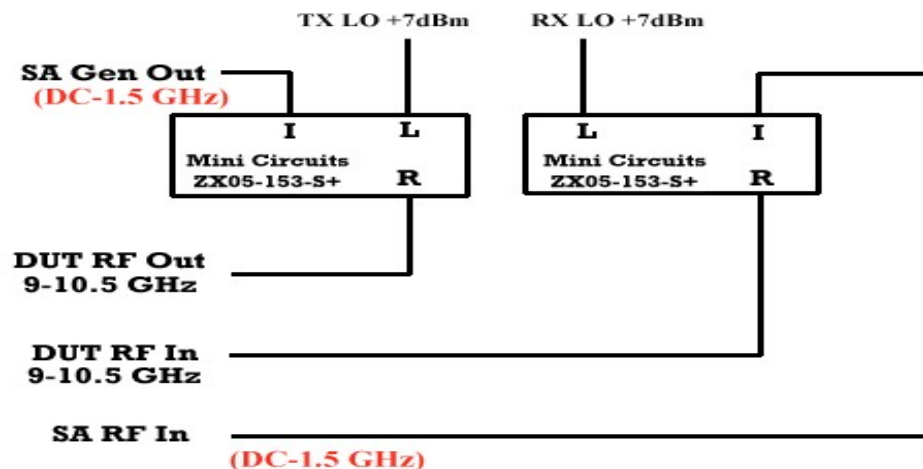 TX LO +7dBm
RX LO +7dBm
SA Gen Out
(DC-1.5 GHz)
I
L
L
I
Mini Circuits
ZX05-153-S+
R
Mini Circuits
ZX05-153-S+
R
DUT RF Out
9-10.5 GHz
DUT RF In
9-10.5 GHz
SA RF In
(DC-1.5 GHz)